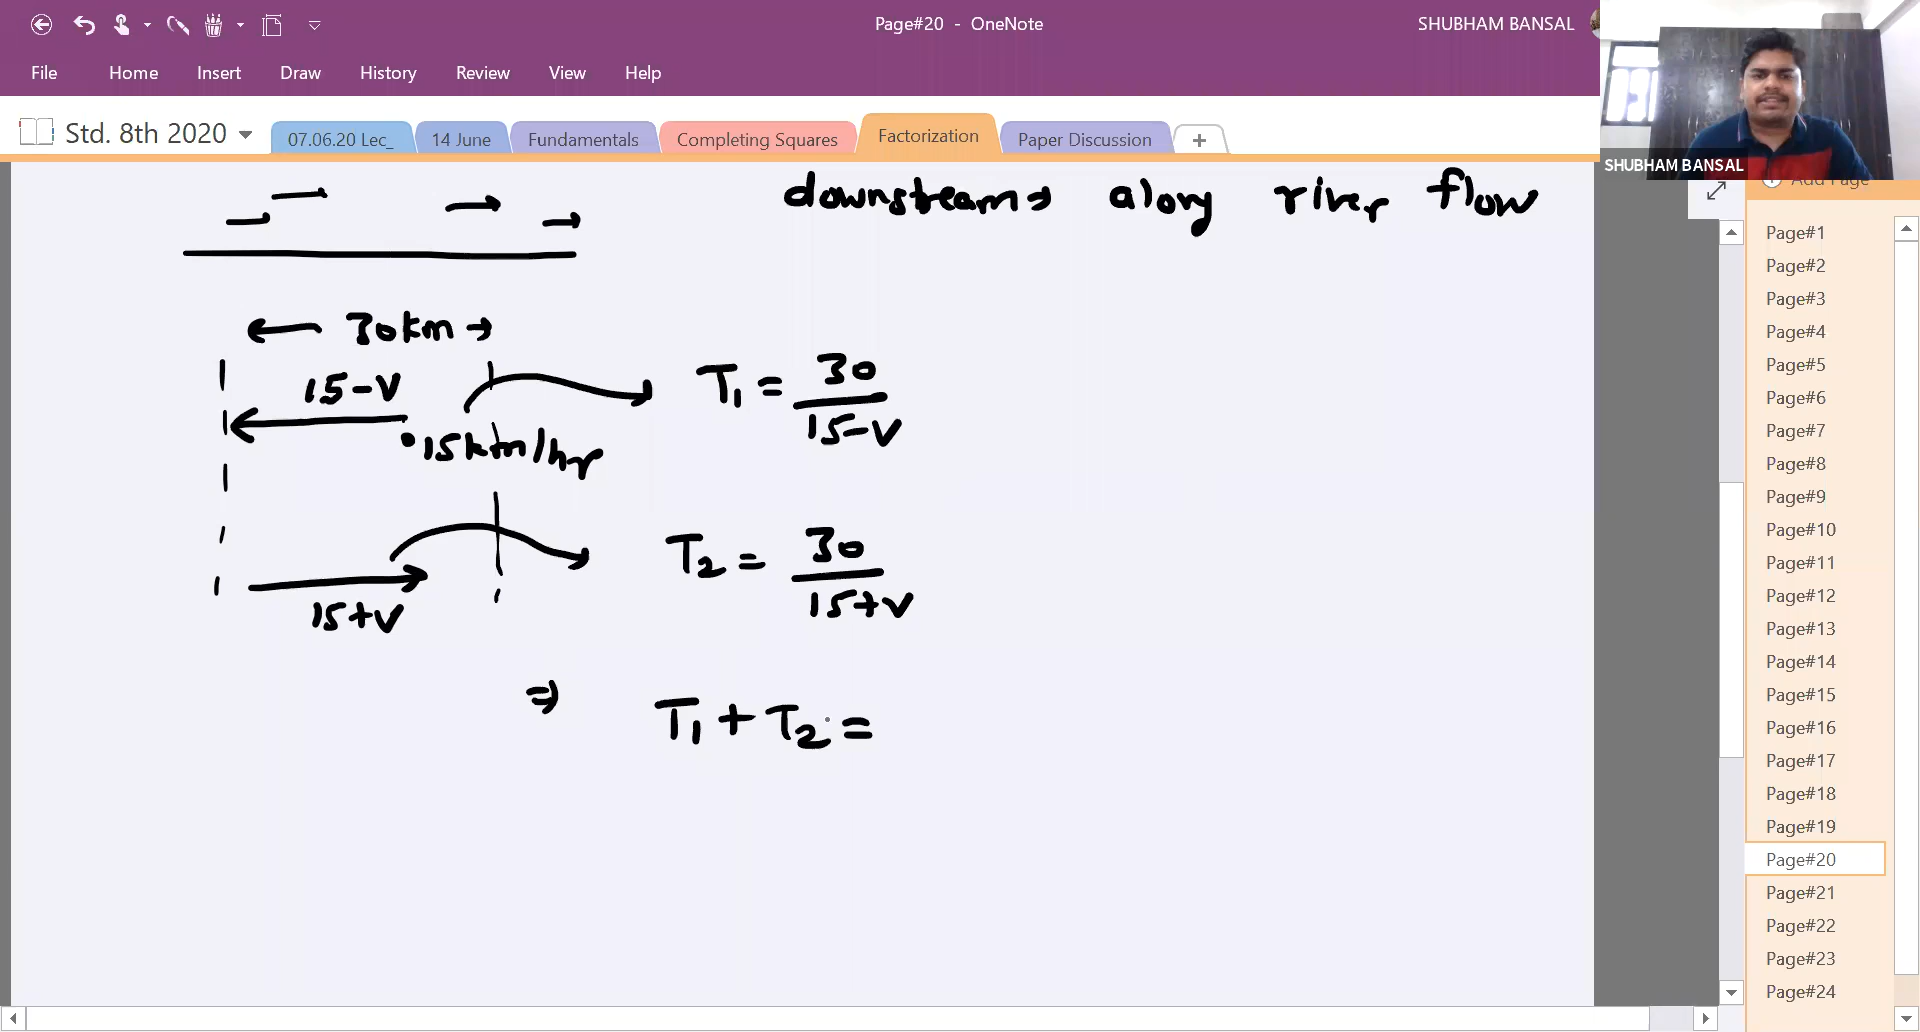 Page#20 - OneNote
SHUBHAM BANSAL
File Home Insert Draw History Review View Help
Std. 8th 2020
07.06.20 Lec_
14 June
Fundamentals
Completing Squares
Factorization
Paper Discussion
+
SHUBHAM BANSAL
Add Page
downstream → along river flow
← 30km →
15-v
15km/hr
T₁ = 30/15-v
15+v
T₂ = 30/15+v
⇒ T₁ + T₂ =
Page#1
Page#2
Page#3
Page#4
Page#5
Page#6
Page#7
Page#8
Page#9
Page#10
Page#11
Page#12
Page#13
Page#14
Page#15
Page#16
Page#17
Page#18
Page#19
Page#20
Page#21
Page#22
Page#23
Page#24